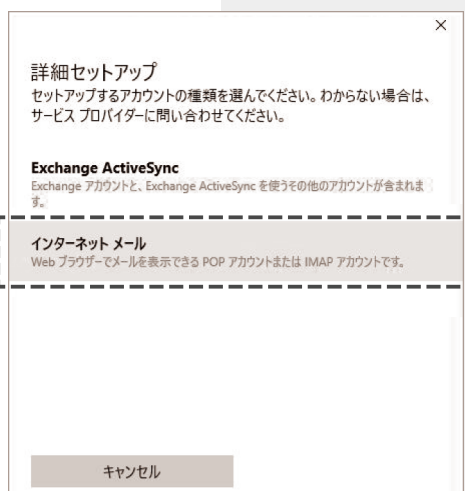 詳細セットアップ
セットアップするアカウントの種類を選んでください。わからない場合は、
サービス プロバイダーに問い合わせてください。
Exchange ActiveSync
Exchange アカウントと、Exchange ActiveSync を使うその他のアカウントが含まれま
す。
インターネット メール
Web ブラウザーでメールを表示できる POP アカウントまたは IMAP アカウントです。
キャンセル